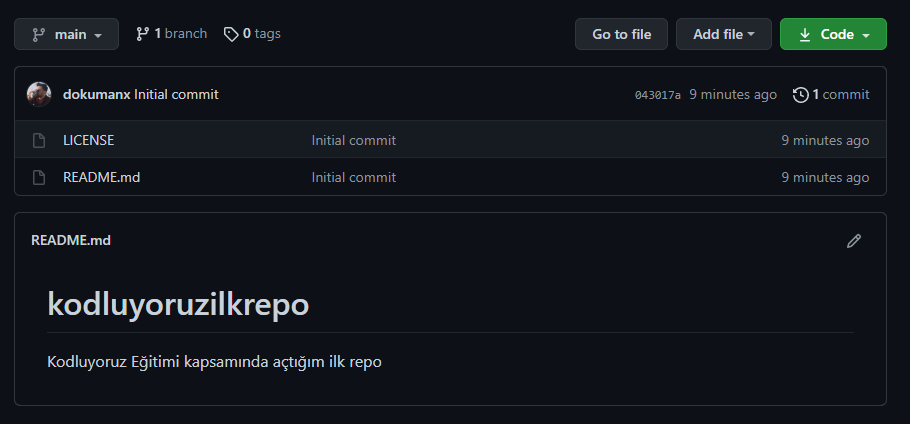 main 1 branch 0 tags Go to file Add file Code
dokumanx Initial commit 043017a 9 minutes ago 1 commit
LICENSE Initial commit 9 minutes ago
README.md Initial commit 9 minutes ago
README.md
kodluyoruzilkrepo
Kodluyoruz Eğitimi kapsamında açtığım ilk repo